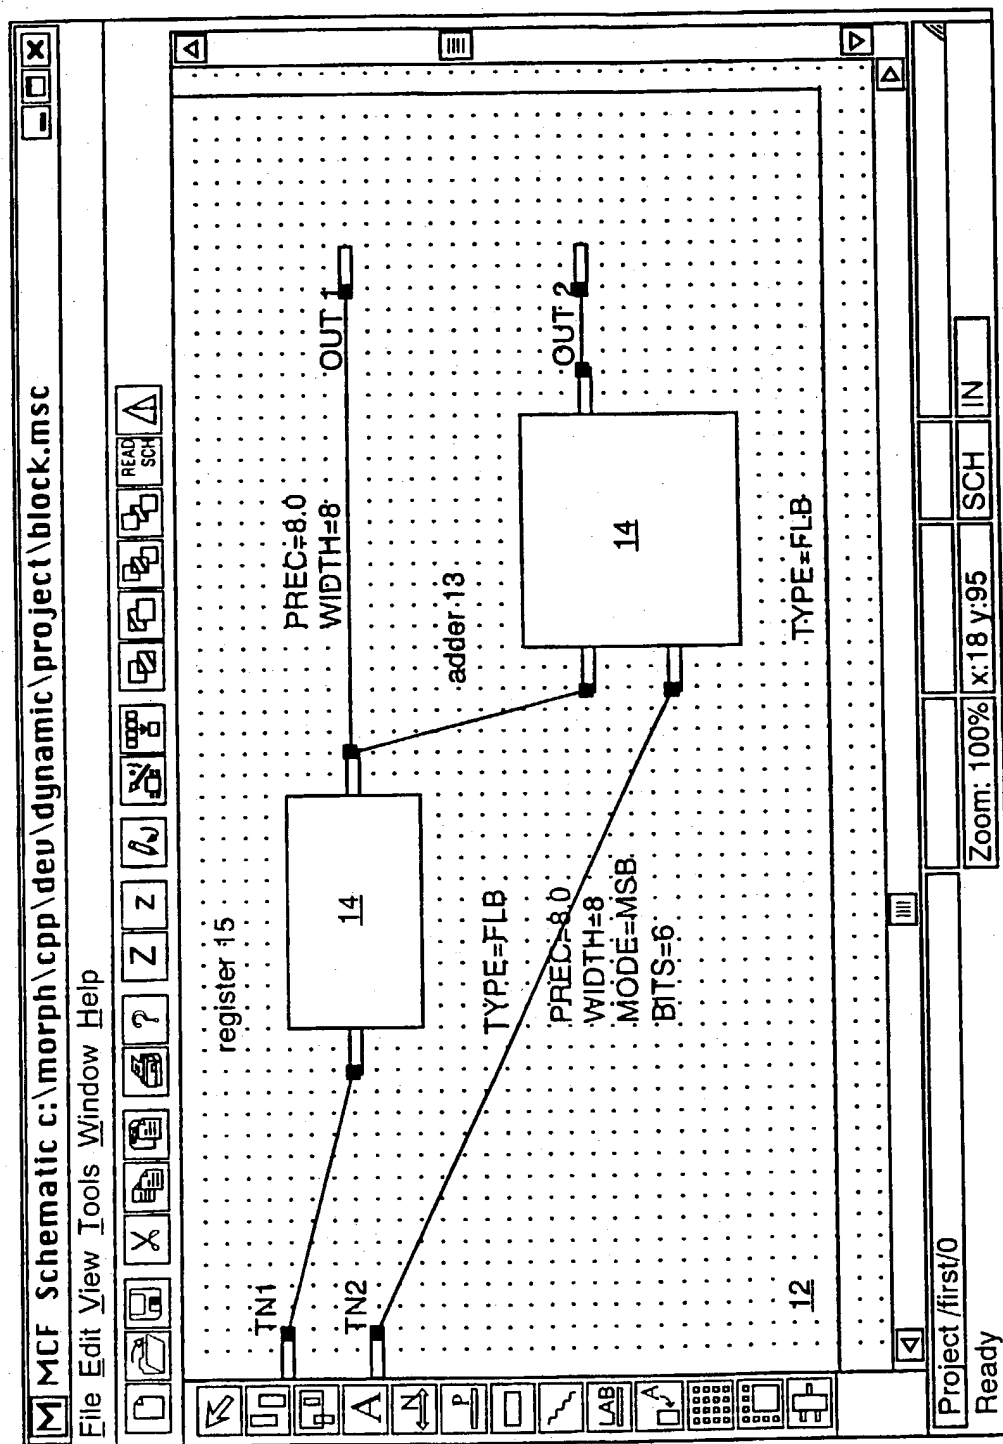 M MCF Schematic c:\morph\cpp\dev\dynamic\project\block.msc
File Edit View Tools Window Help
? Z z READ SCH
A
N
P
LAB
A
TN1
TN2
12
register 15
14
TYPE=FLB
PREC=8.0
WIDTH=8
MODE=MSB
BITS=6
PREC=8.0
WIDTH=8
adder 13
14
TYPE=FLB
OUT 1
OUT 2
Project /first/0
Zoom: 100% x:18 y:95 SCH IN
Ready